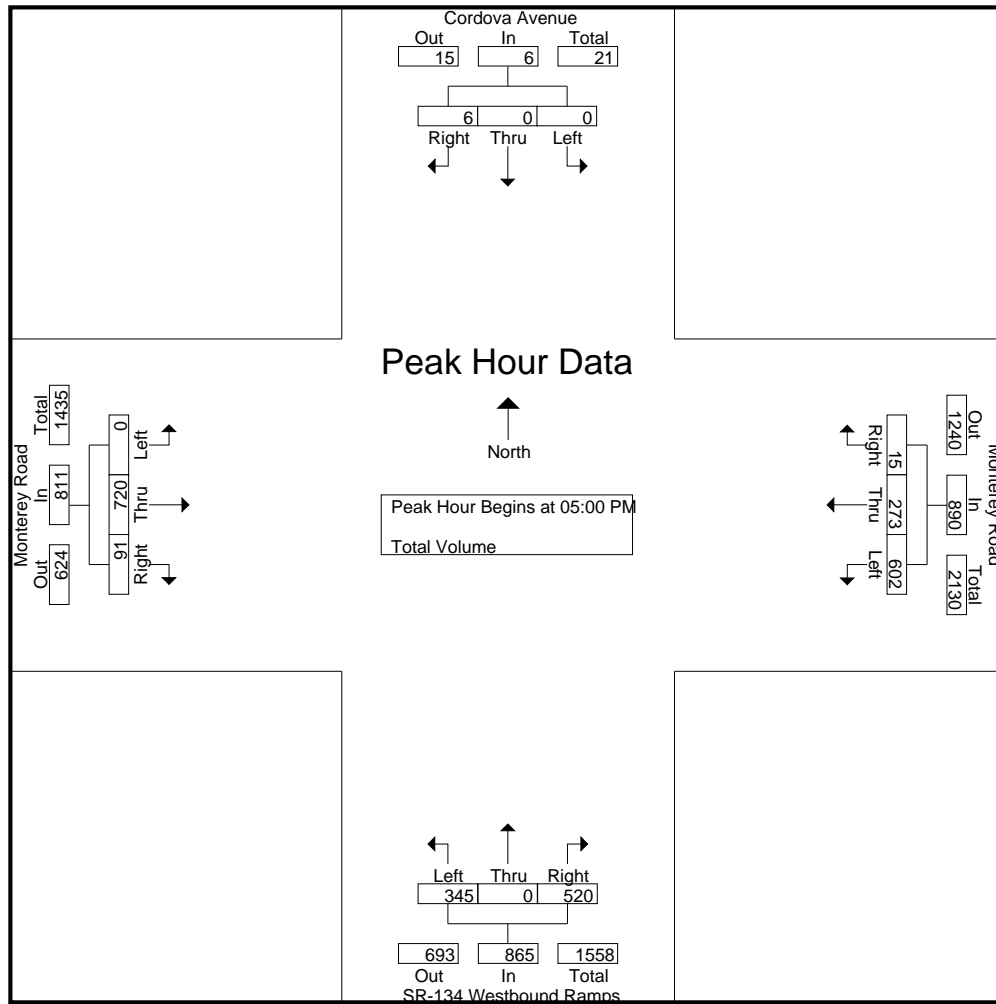 Cordova Avenue
Out In Total
15 6 21
6 0 0
Right Thru Left
Peak Hour Data
North
Peak Hour Begins at 05:00 PM
Total Volume
Monterey Road
Out In Total
624 811 1435
91 720 0
Right Thru Left
Monterey Road
Out In Total
1240 890 2130
15 273 602
Right Thru Left
Left Thru Right
345 0 520
693 865 1558
Out In Total
SR-134 Westbound Ramps